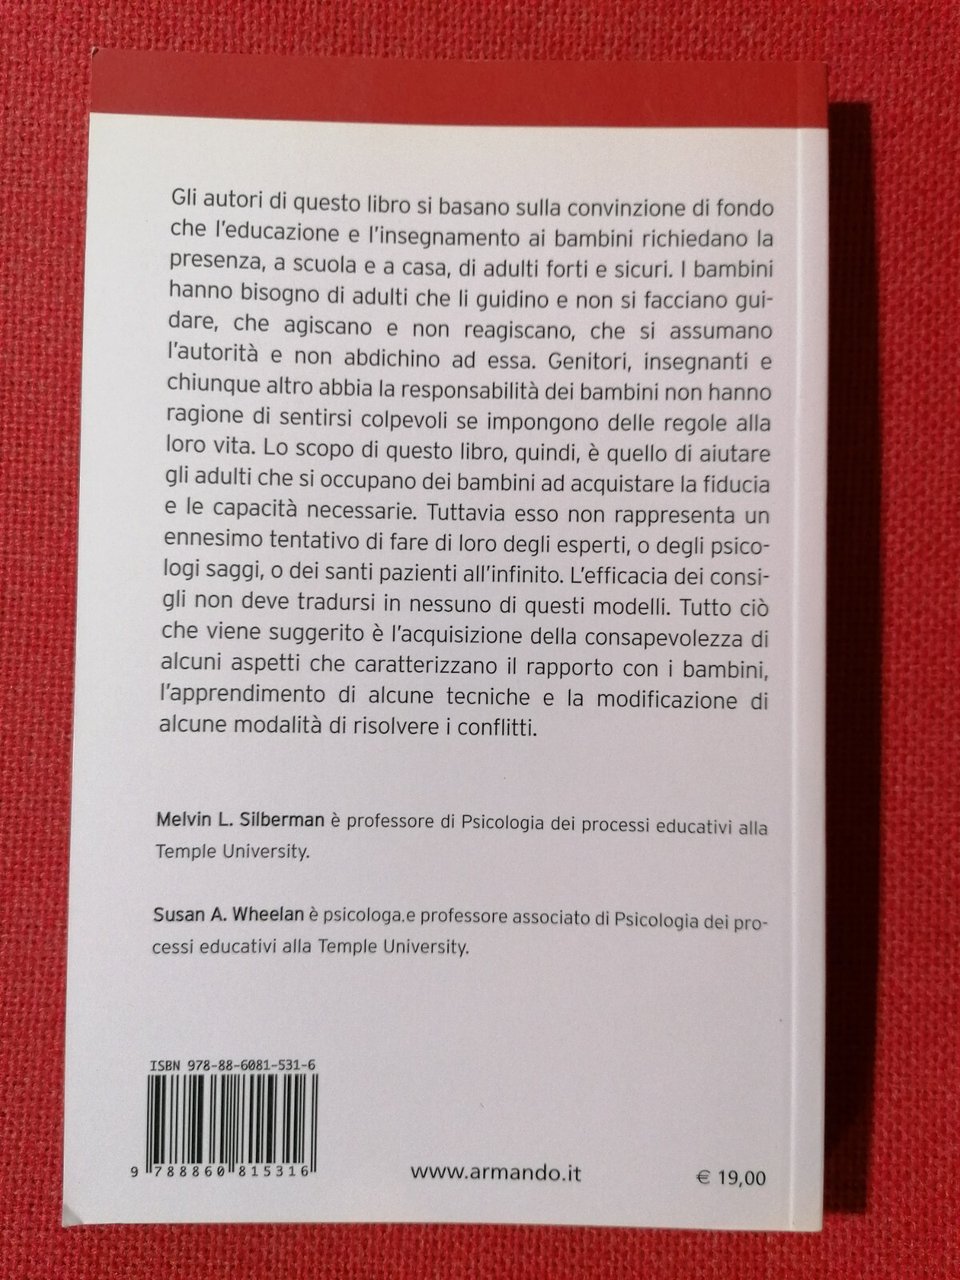 Gli autori di questo libro si basano sulla convinzione di fondo
che l'educazione e l'insegnamento ai bambini richiedano la
presenza, a scuola e a casa, di adulti forti e sicuri. I bambini
hanno bisogno di adulti che li guidino e non si facciano gui-
dare, che agiscano e non reagiscano, che si assumano
l'autorità e non abdichino ad essa. Genitori, insegnanti e
chiunque altro abbia la responsabilità dei bambini non hanno
ragione di sentirsi colpevoli se impongono delle regole alla
loro vita. Lo scopo di questo libro, quindi, è quello di aiutare
gli adulti che si occupano dei bambini ad acquistare la fiducia
e le capacità necessarie. Tuttavia esso non rappresenta un
ennesimo tentativo di fare di loro degli esperti, o degli psico-
logi saggi, o dei santi pazienti all'infinito. L'efficacia dei consi-
gli non deve tradursi in nessuno di questi modelli. Tutto ciò
che viene suggerito è l'acquisizione della consapevolezza di
alcuni aspetti che caratterizzano il rapporto con i bambini,
l'apprendimento di alcune tecniche e la modificazione di
alcune modalità di risolvere i conflitti.
Melvin L. Silberman è professore di Psicologia dei processi educativi alla
Temple University.
Susan A. Wheelan è psicologa.e professore associato di Psicologia dei pro-
cessi educativi alla Temple University.
ISBN 978-88-6081-531-6
9 788860 815316
www.armando.it
€ 19,00